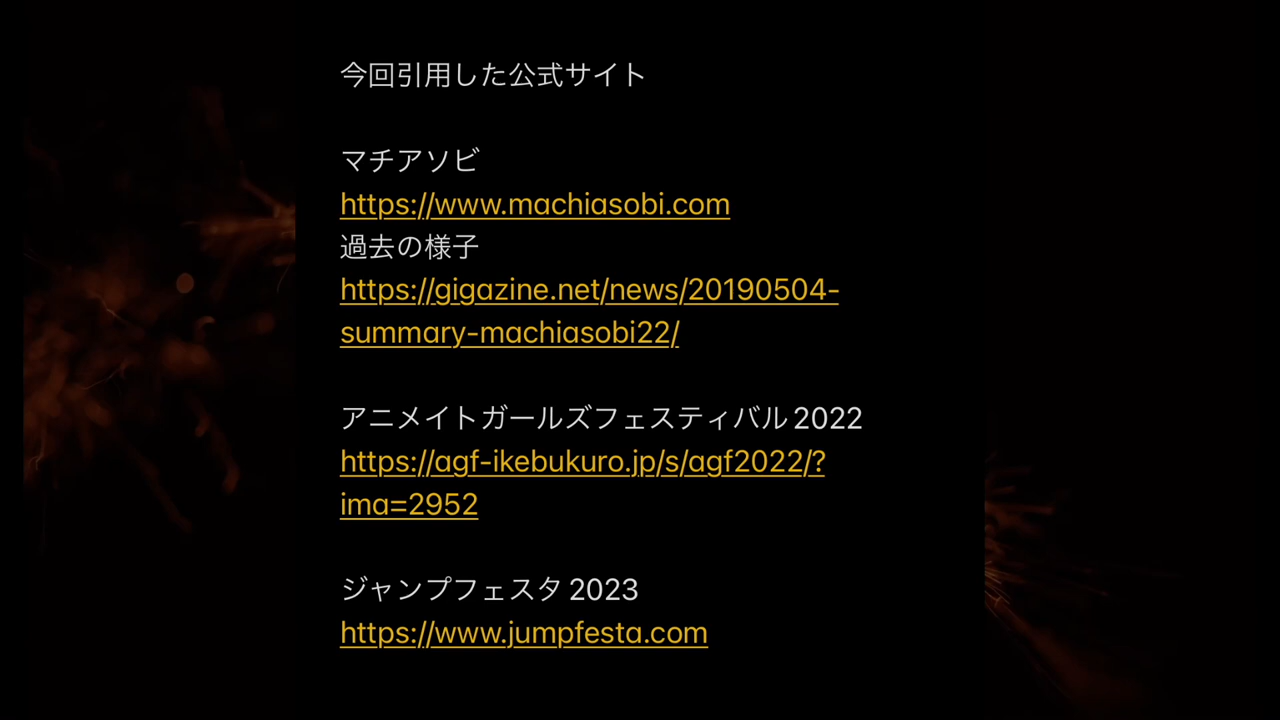 今回引用した公式サイト
マチアソビ
https://www.machiasobi.com
過去の様子
https://gigazine.net/news/20190504-
summary-machiasobi22/
アニメイトガールズフェスティバル2022
https://agf-ikebukuro.jp/s/agf2022/?
ima=2952
ジャンプフェスタ2023
https://www.jumpfesta.com